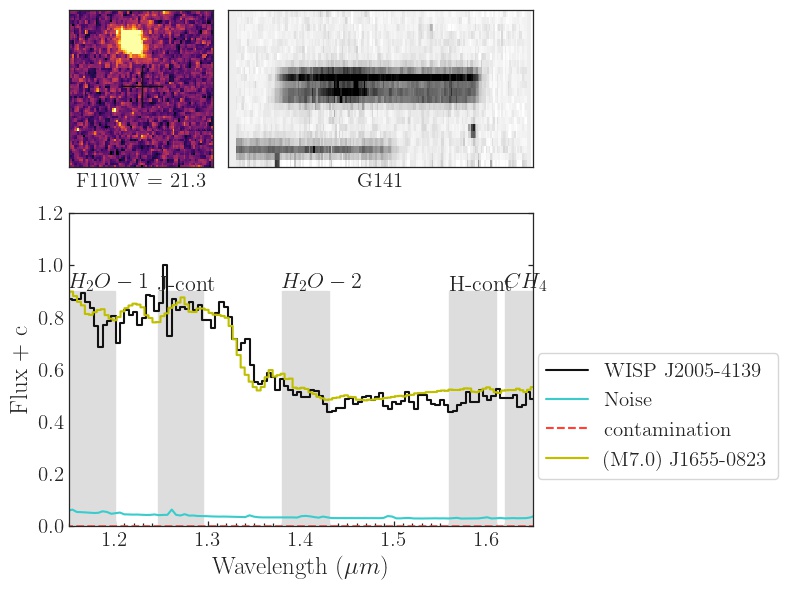 F110W = 21.3
G141
H₂O − 1
J-cont
H₂O − 2
H-cont
CH₄
1.2
1.0
0.8
0.6
0.4
0.2
0.0
Flux + c
1.2
1.3
1.4
1.5
1.6
Wavelength (μm)
WISP J2005-4139
Noise
contamination
(M7.0) J1655-0823